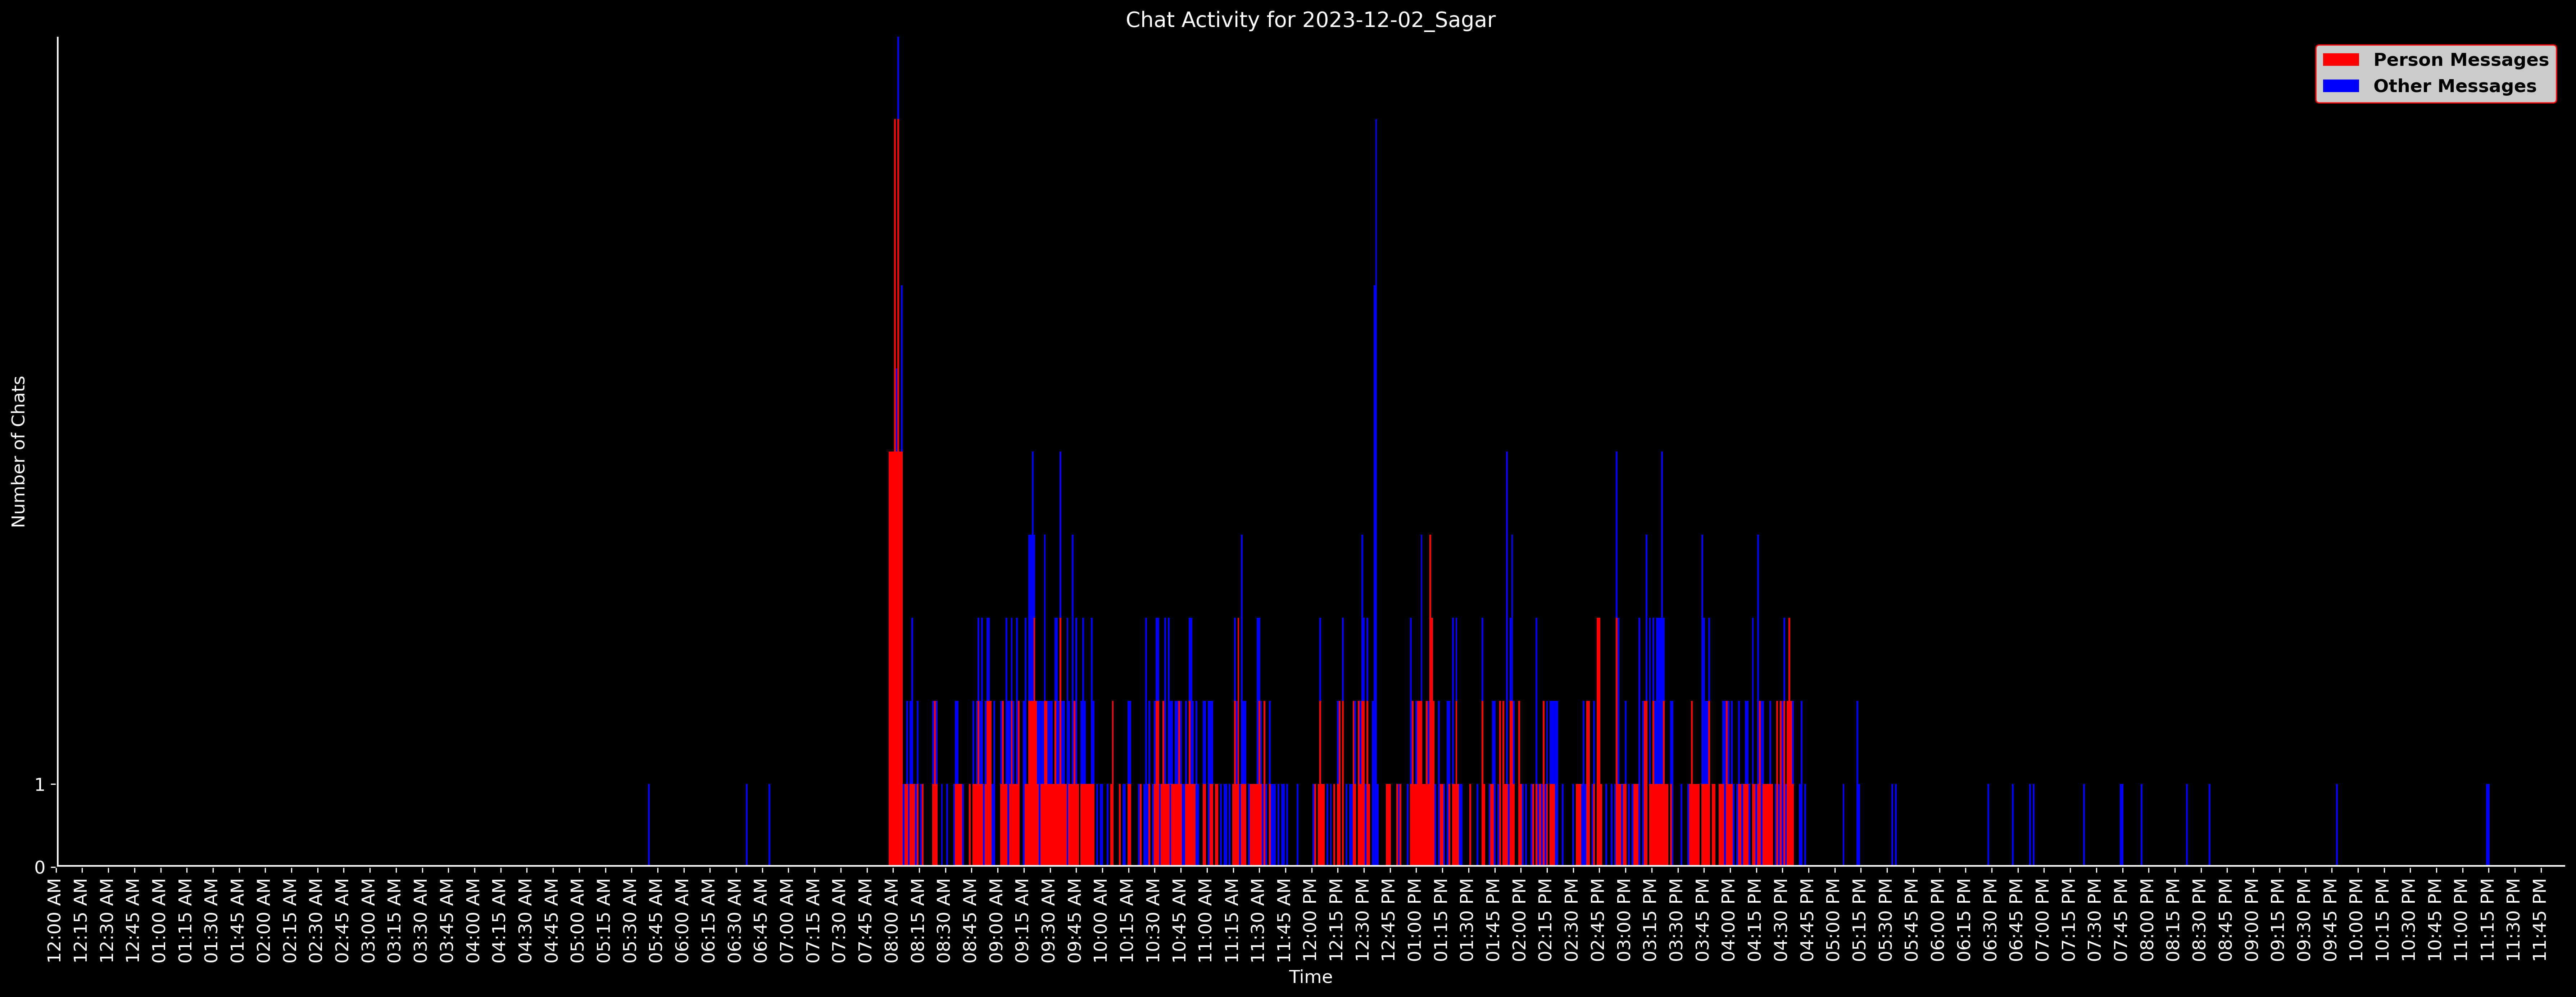 Chat Activity for 2023-12-02_Sagar
Person Messages
Other Messages
Number of Chats
1
0
12:00 AM
12:15 AM
12:30 AM
12:45 AM
01:00 AM
01:15 AM
01:30 AM
01:45 AM
02:00 AM
02:15 AM
02:30 AM
02:45 AM
03:00 AM
03:15 AM
03:30 AM
03:45 AM
04:00 AM
04:15 AM
04:30 AM
04:45 AM
05:00 AM
05:15 AM
05:30 AM
05:45 AM
06:00 AM
06:15 AM
06:30 AM
06:45 AM
07:00 AM
07:15 AM
07:30 AM
07:45 AM
08:00 AM
08:15 AM
08:30 AM
08:45 AM
09:00 AM
09:15 AM
09:30 AM
09:45 AM
10:00 AM
10:15 AM
10:30 AM
10:45 AM
11:00 AM
11:15 AM
11:30 AM
11:45 AM
12:00 PM
12:15 PM
12:30 PM
12:45 PM
01:00 PM
01:15 PM
01:30 PM
01:45 PM
02:00 PM
02:15 PM
02:30 PM
02:45 PM
03:00 PM
03:15 PM
03:30 PM
03:45 PM
04:00 PM
04:15 PM
04:30 PM
04:45 PM
05:00 PM
05:15 PM
05:30 PM
05:45 PM
06:00 PM
06:15 PM
06:30 PM
06:45 PM
07:00 PM
07:15 PM
07:30 PM
07:45 PM
08:00 PM
08:15 PM
08:30 PM
08:45 PM
09:00 PM
09:15 PM
09:30 PM
09:45 PM
10:00 PM
10:15 PM
10:30 PM
10:45 PM
11:00 PM
11:15 PM
11:30 PM
11:45 PM
Time